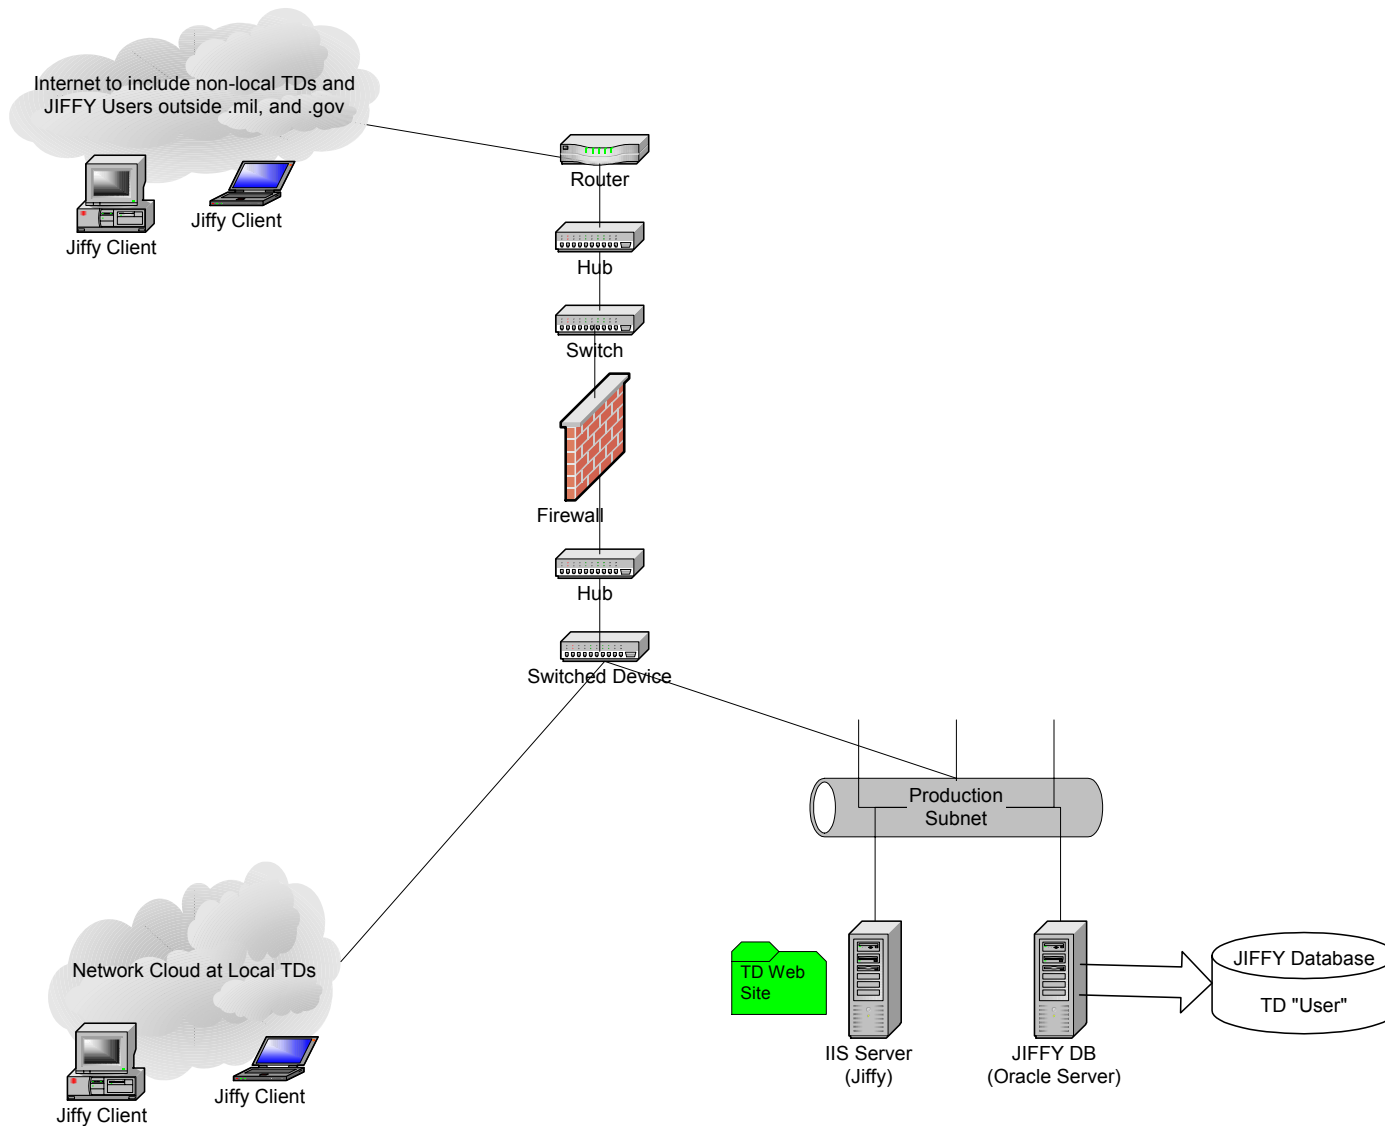 Internet to include non-local TDs and
JIFFY Users outside .mil, and .gov
Jiffy Client
Jiffy Client
Router
Hub
Switch
Firewall
Hub
Switched Device
Production
Subnet
Network Cloud at Local TDs
Jiffy Client
Jiffy Client
TD Web
Site
IIS Server
(Jiffy)
JIFFY DB
(Oracle Server)
JIFFY Database
TD "User"